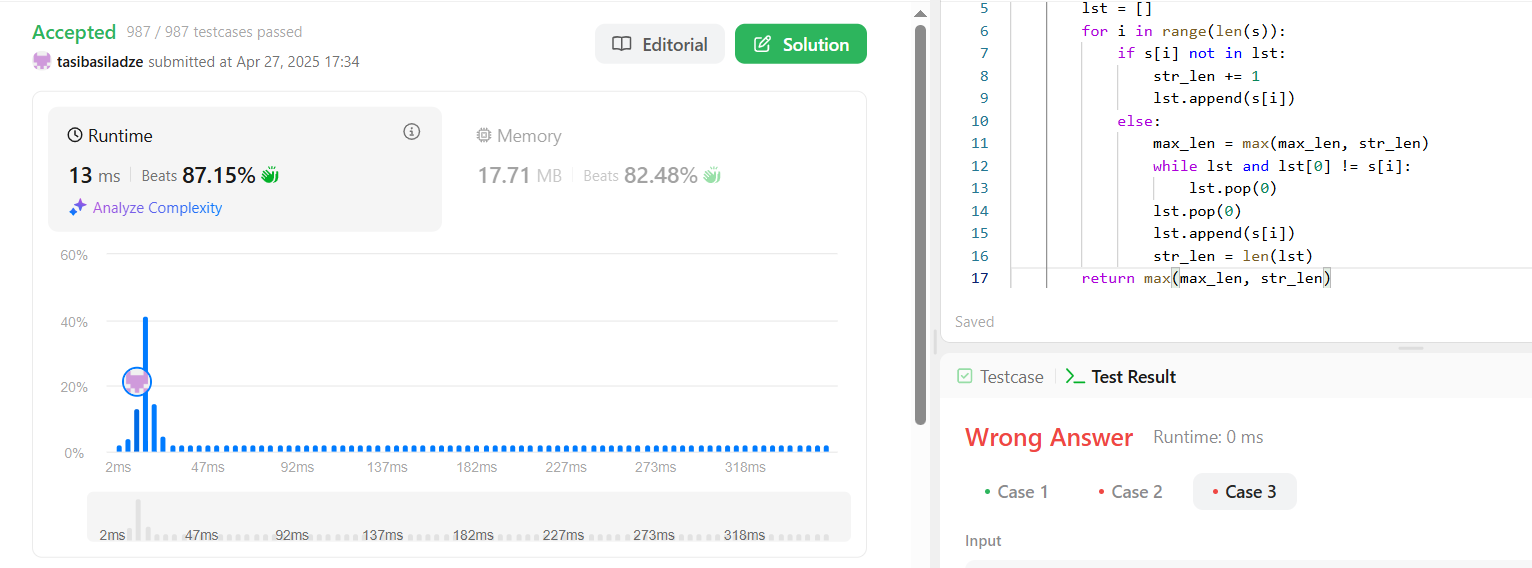 Accepted 987 / 987 testcases passed
tasibasiladze submitted at Apr 27, 2025 17:34
Editorial
Solution
Runtime
13 ms Beats 87.15%
Analyze Complexity
Memory
17.71 MB Beats 82.48%
60%
40%
20%
0%
2ms 47ms 92ms 137ms 182ms 227ms 273ms 318ms
2ms 47ms 92ms 137ms 182ms 227ms 273ms 318ms
5 lst = []
6 for i in range(len(s)):
7 if s[i] not in lst:
8 str_len += 1
9 lst.append(s[i])
10 else:
11 max_len = max(max_len, str_len)
12 while lst and lst[0] != s[i]:
13 lst.pop(0)
14 lst.pop(0)
15 lst.append(s[i])
16 str_len = len(lst)
17 return max(max_len, str_len)
Saved
Testcase
Test Result
Wrong Answer Runtime: 0 ms
Case 1 Case 2 Case 3
Input